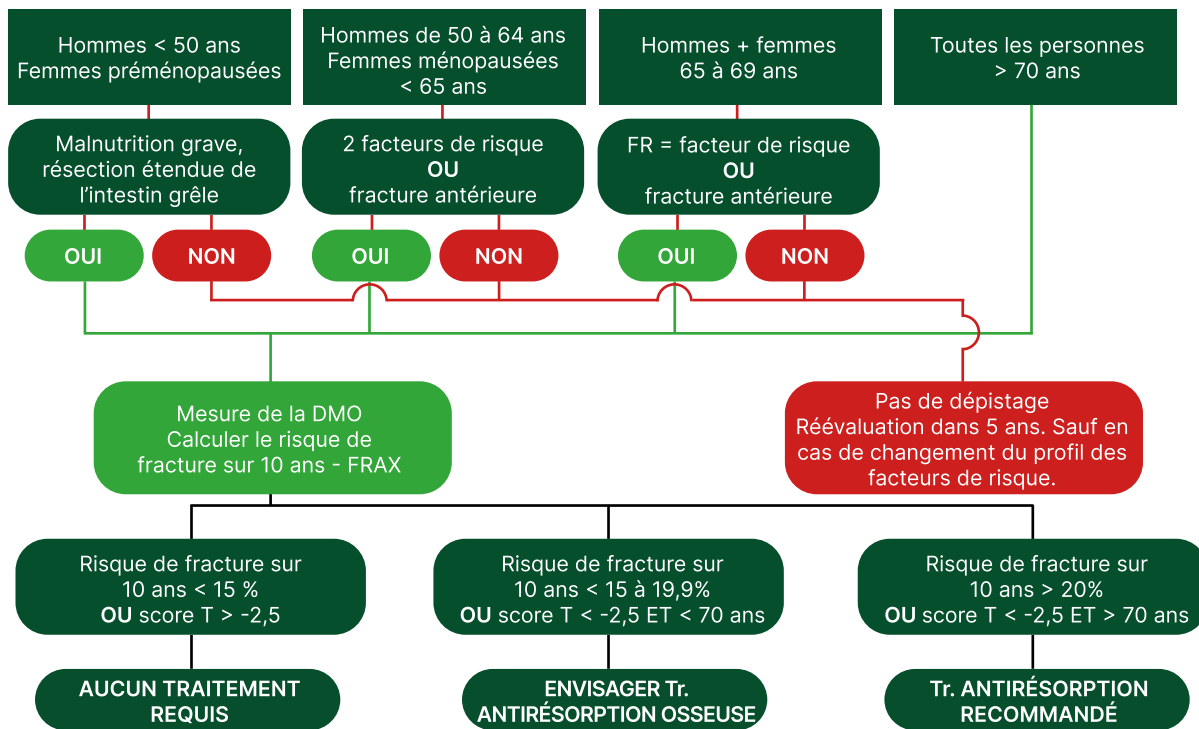 Hommes < 50 ans
Femmes préménopausées
Hommes de 50 à 64 ans
Femmes ménopausées
< 65 ans
Hommes + femmes
65 à 69 ans
Toutes les personnes
> 70 ans
Malnutrition grave,
résection étendue de
l'intestin grêle
2 facteurs de risque
OU
fracture antérieure
FR = facteur de risque
OU
fracture antérieure
OUI
NON
OUI
NON
OUI
NON
Mesure de la DMO
Calculer le risque de
fracture sur 10 ans - FRAX
Pas de dépistage
Réévaluation dans 5 ans. Sauf en
cas de changement du profil des
facteurs de risque.
Risque de fracture sur
10 ans < 15 %
OU score T > -2,5
Risque de fracture sur
10 ans < 15 à 19,9%
OU score T < -2,5 ET < 70 ans
Risque de fracture sur
10 ans > 20%
OU score T < -2,5 ET > 70 ans
AUCUN TRAITEMENT
REQUIS
ENVISAGER Tr.
ANTIRÉSORPTION OSSEUSE
Tr. ANTIRÉSORPTION
RECOMMANDÉ